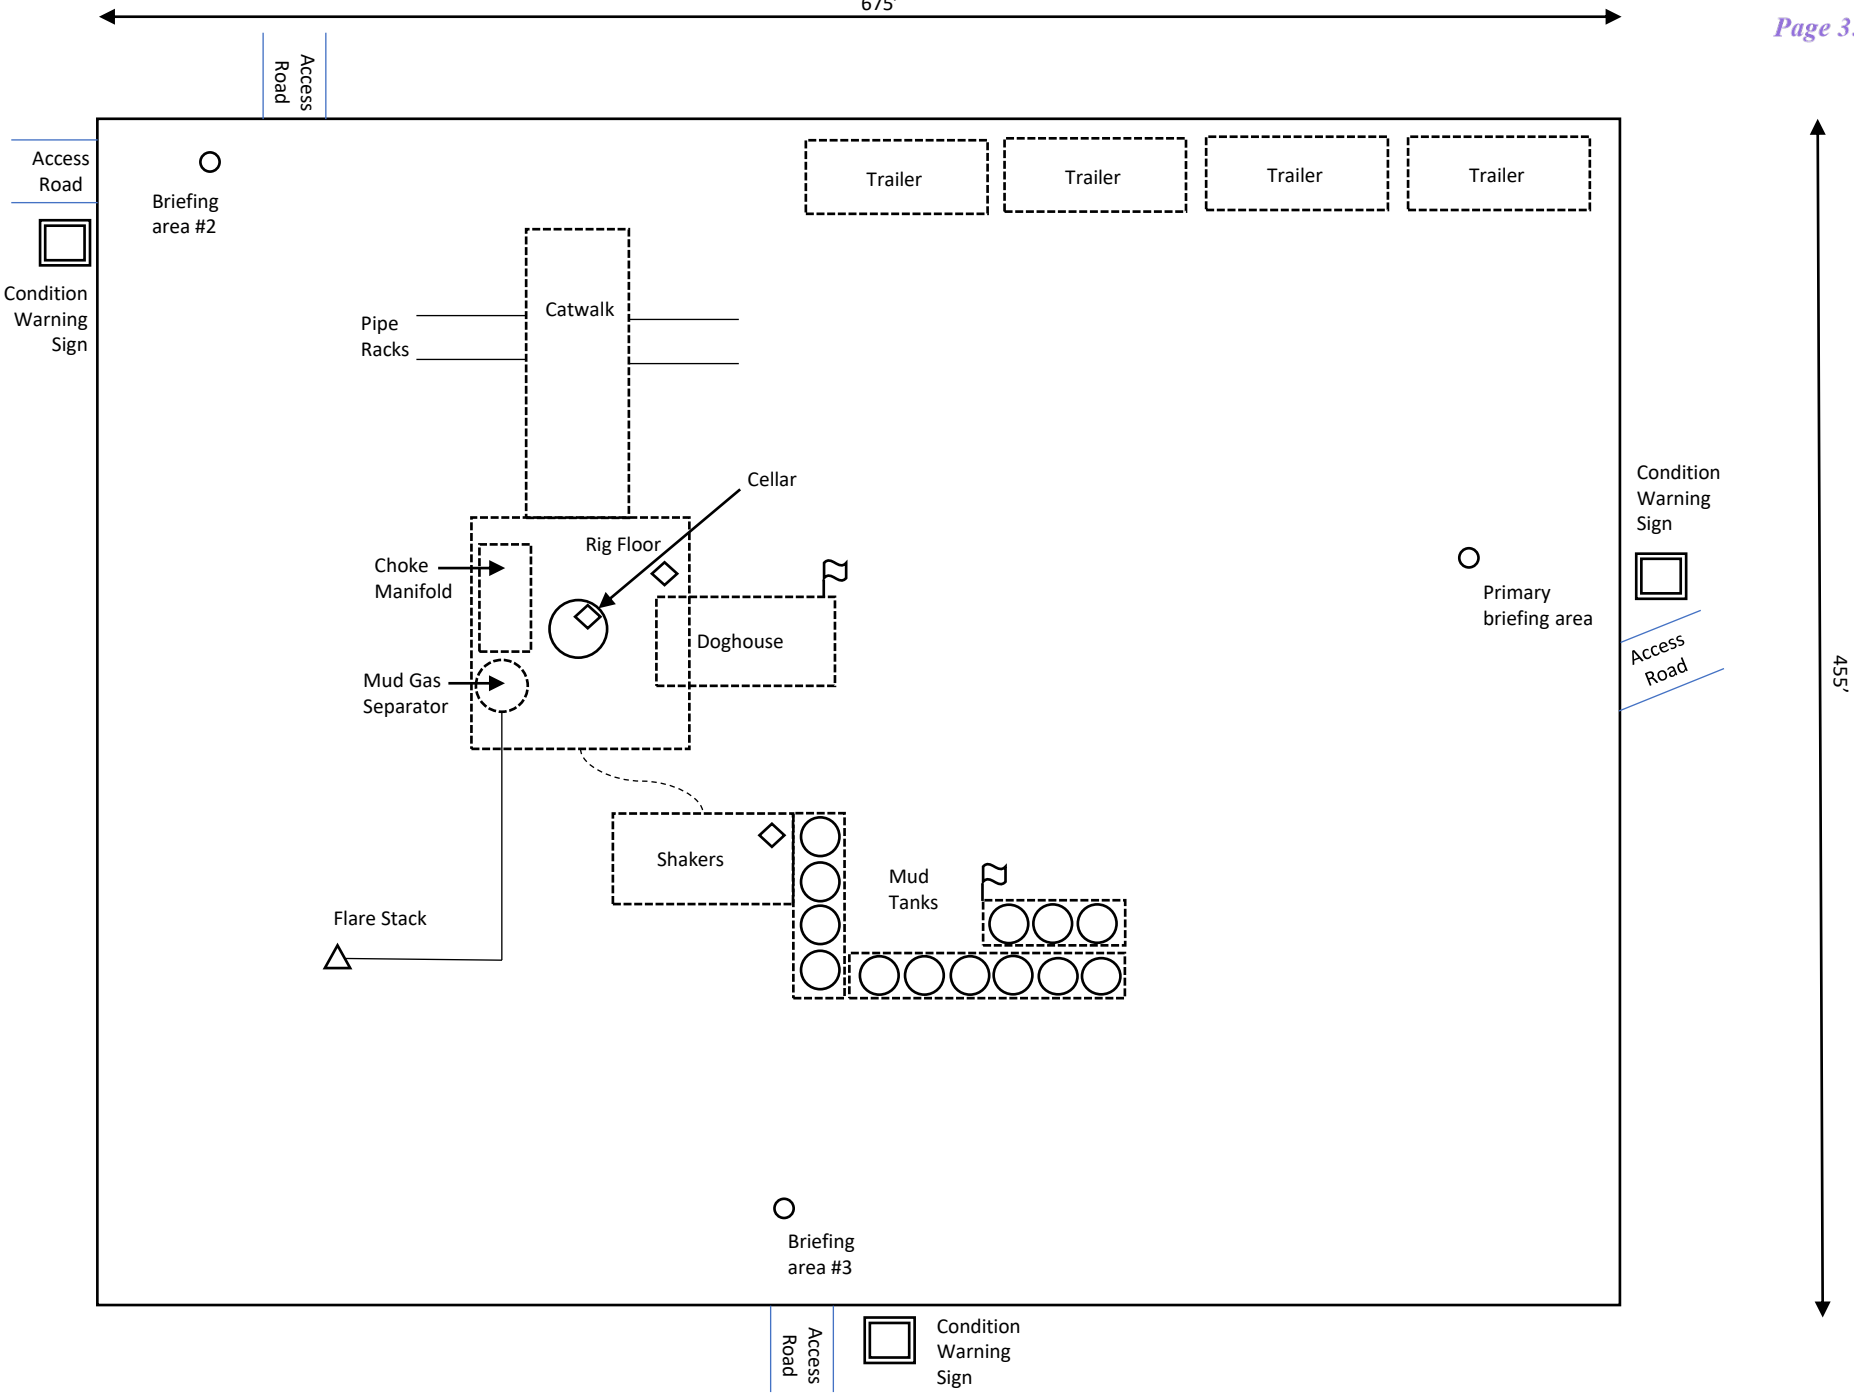 675'
Page 3
Access
Road
Access
Road
Briefing
area #2
Condition
Warning
Sign
Trailer
Trailer
Trailer
Trailer
Catwalk
Pipe
Racks
Cellar
Rig Floor
Choke
Manifold
Doghouse
Mud Gas
Separator
Condition
Warning
Sign
Primary
briefing area
Access
Road
455'
Shakers
Mud
Tanks
Flare Stack
Briefing
area #3
Access
Road
Condition
Warning
Sign